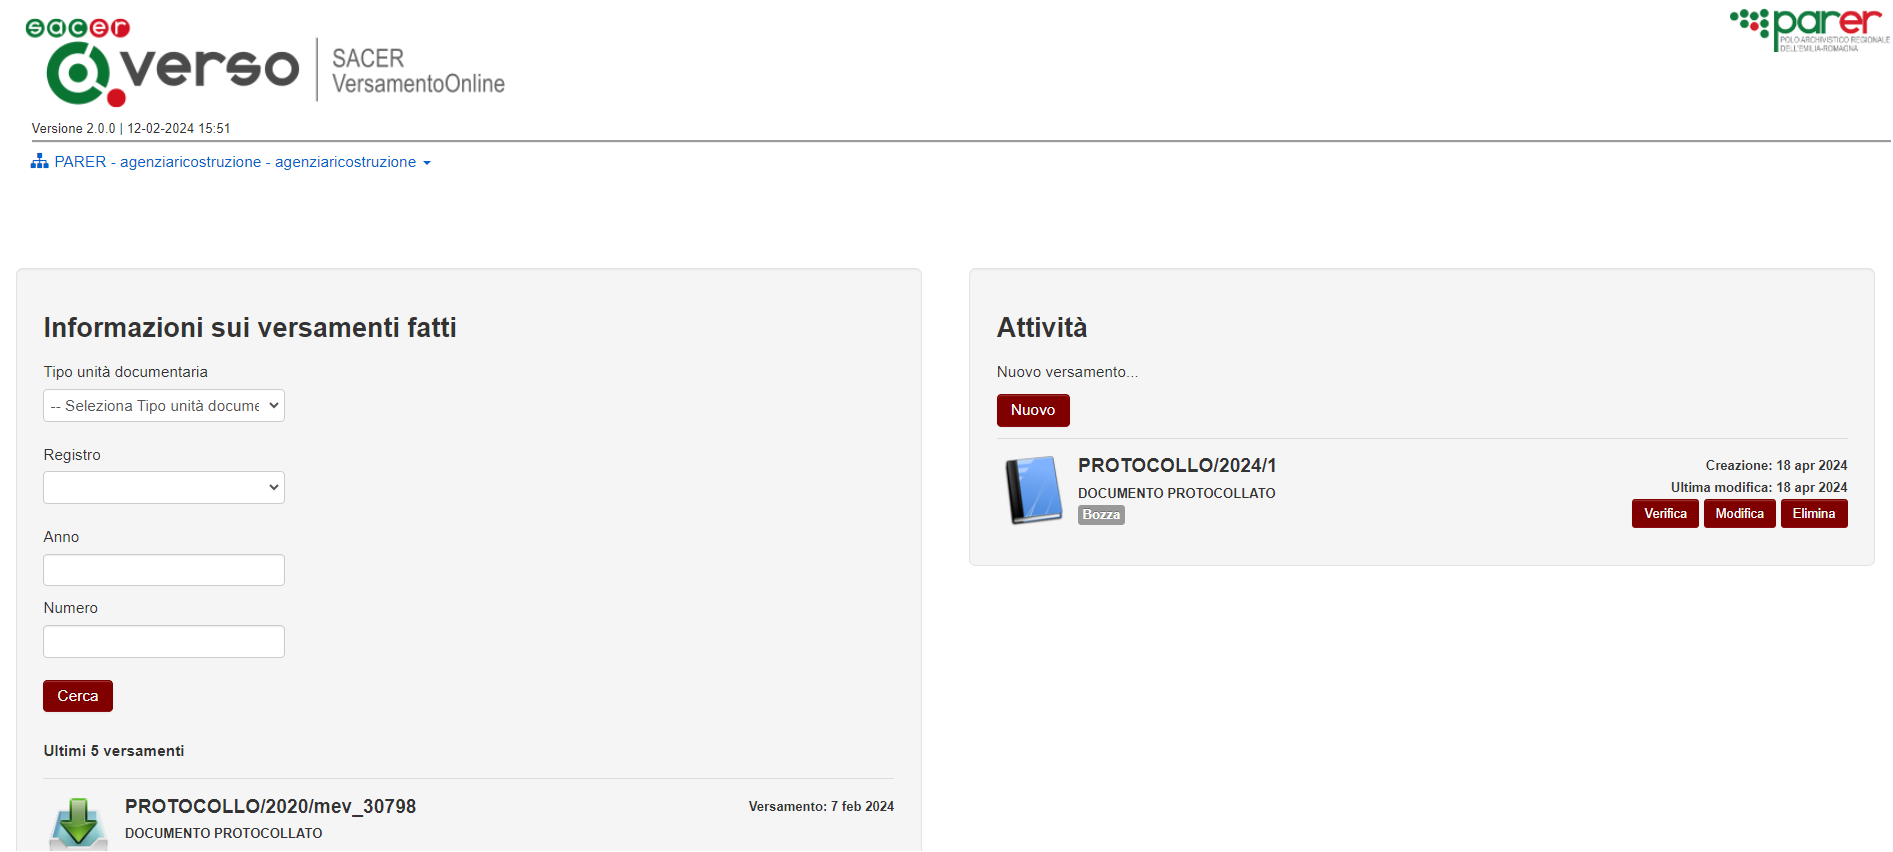 sacer
verso
SACER
VersamentoOnline
parer
POLO ARCHIVISTICO REGIONALE
DELL'EMILIA-ROMAGNA
Versione 2.0.0 | 12-02-2024 15:51
PARER - agenziaricostruzione - agenziaricostruzione
Informazioni sui versamenti fatti
Tipo unità documentaria
-- Seleziona Tipo unità docume
Registro
Anno
Numero
Cerca
Ultimi 5 versamenti
PROTOCOLLO/2020/mev_30798
Versamento: 7 feb 2024
DOCUMENTO PROTOCOLLATO
Attività
Nuovo versamento...
Nuovo
PROTOCOLLO/2024/1
Creazione: 18 apr 2024
DOCUMENTO PROTOCOLLATO
Ultima modifica: 18 apr 2024
Bozza
Verifica Modifica Elimina